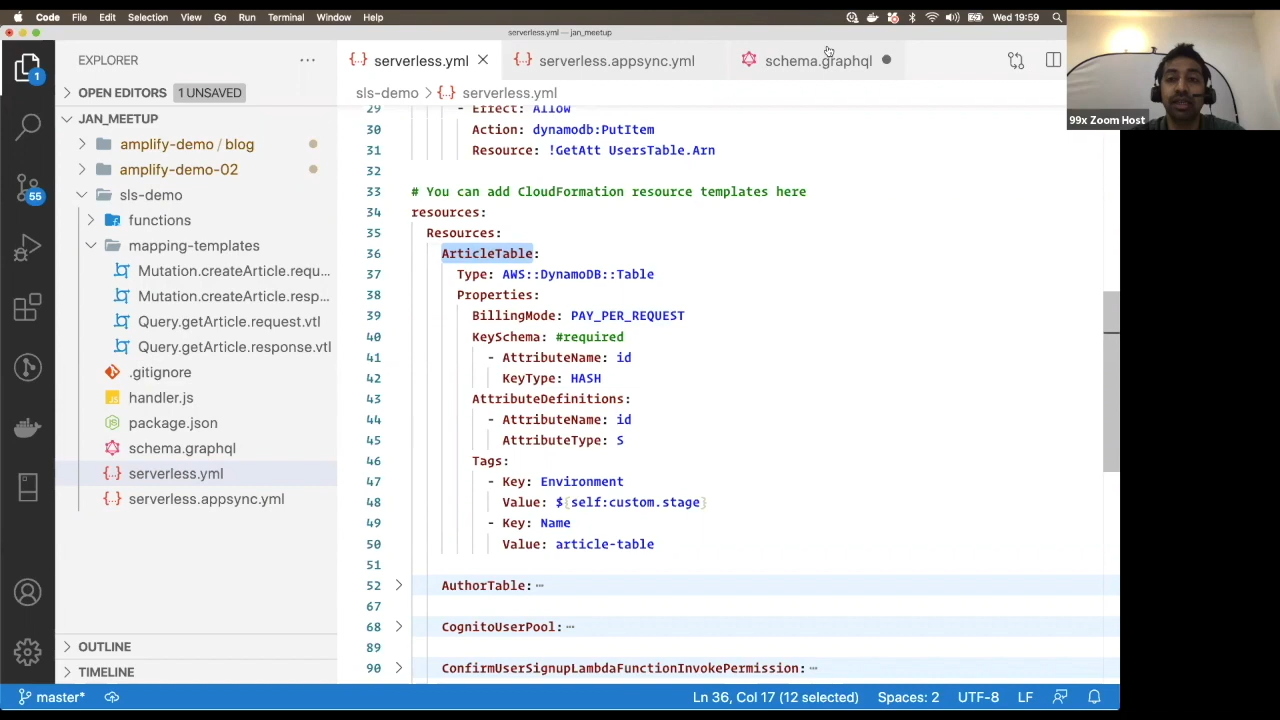 Code File Edit Selection View Go Run Terminal Window Help Wed 19:59
serverless.yml — jan_meetup
EXPLORER
OPEN EDITORS 1 UNSAVED
JAN_MEETUP
amplify-demo / blog
amplify-demo-02
sls-demo
functions
mapping-templates
Mutation.createArticle.requ...
Mutation.createArticle.resp...
Query.getArticle.request.vtl
Query.getArticle.response.vtl
.gitignore
handler.js
package.json
schema.graphql
serverless.yml
serverless.appsync.yml
OUTLINE
TIMELINE
1
55
serverless.yml serverless.appsync.yml schema.graphql
sls-demo > serverless.yml
29 - Effect: Allow
30 Action: dynamodb:PutItem
31 Resource: !GetAtt UsersTable.Arn
32
33 # You can add CloudFormation resource templates here
34 resources:
35 Resources:
36 ArticleTable:
37 Type: AWS::DynamoDB::Table
38 Properties:
39 BillingMode: PAY_PER_REQUEST
40 KeySchema: #required
41 - AttributeName: id
42 KeyType: HASH
43 AttributeDefinitions:
44 - AttributeName: id
45 AttributeType: S
46 Tags:
47 - Key: Environment
48 Value: ${self:custom.stage}
49 - Key: Name
50 Value: article-table
51
52 AuthorTable:
67
68 CognitoUserPool:
89
90 ConfirmUserSignupLambdaFunctionInvokePermission:
99x Zoom Host
master* Ln 36, Col 17 (12 selected) Spaces: 2 UTF-8 LF